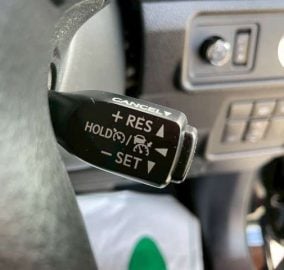 CANCEL
+ RES
HOLD /
− SET